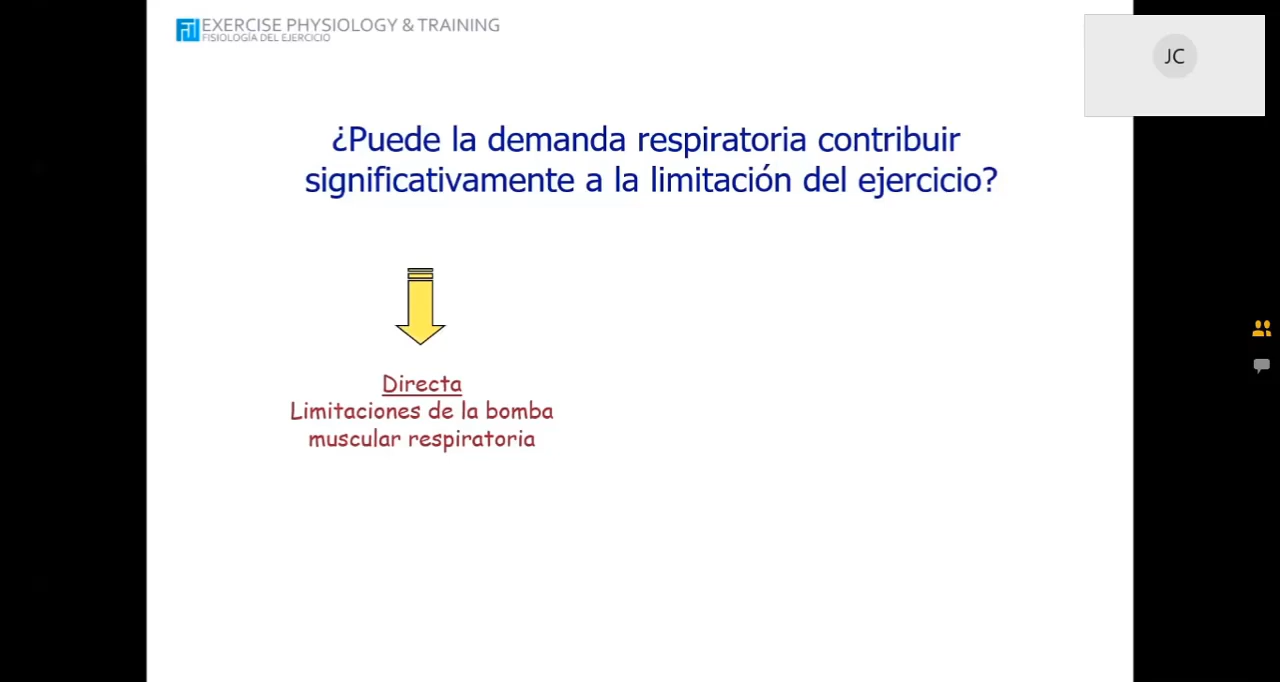 EXERCISE PHYSIOLOGY & TRAINING
FISIOLOGÍA DEL EJERCICIO
JC
¿Puede la demanda respiratoria contribuir
significativamente a la limitación del ejercicio?
Directa
Limitaciones de la bomba
muscular respiratoria